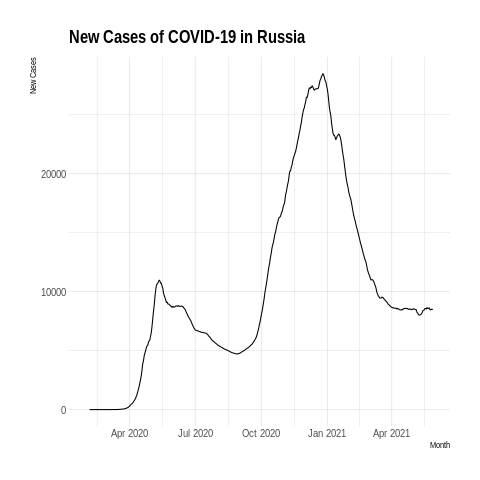 New Cases of COVID-19 in Russia
New Cases
20000
10000
0
Apr 2020 Jul 2020 Oct 2020 Jan 2021 Apr 2021
Month